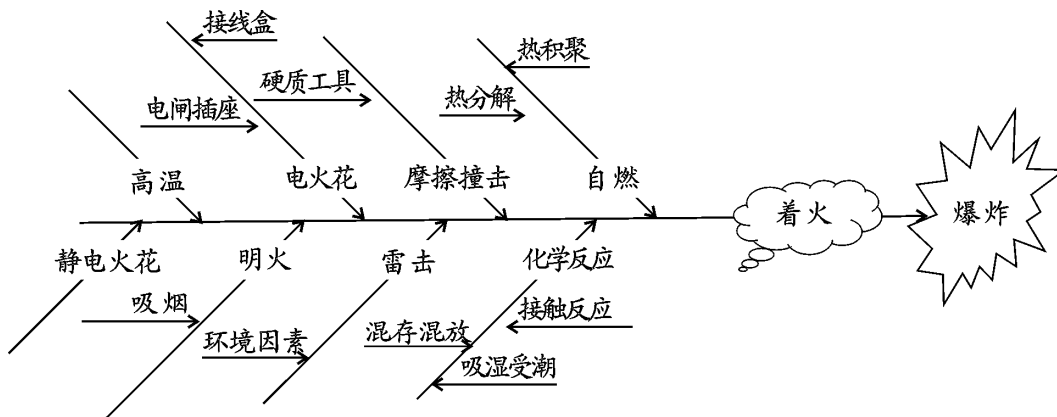 接线盒
热积聚
硬质工具
热分解
电闸插座
高温
电火花
摩擦撞击
自燃
着火
爆炸
静电火花
明火
雷击
化学反应
吸烟
接触反应
环境因素
混存混放
吸湿受潮